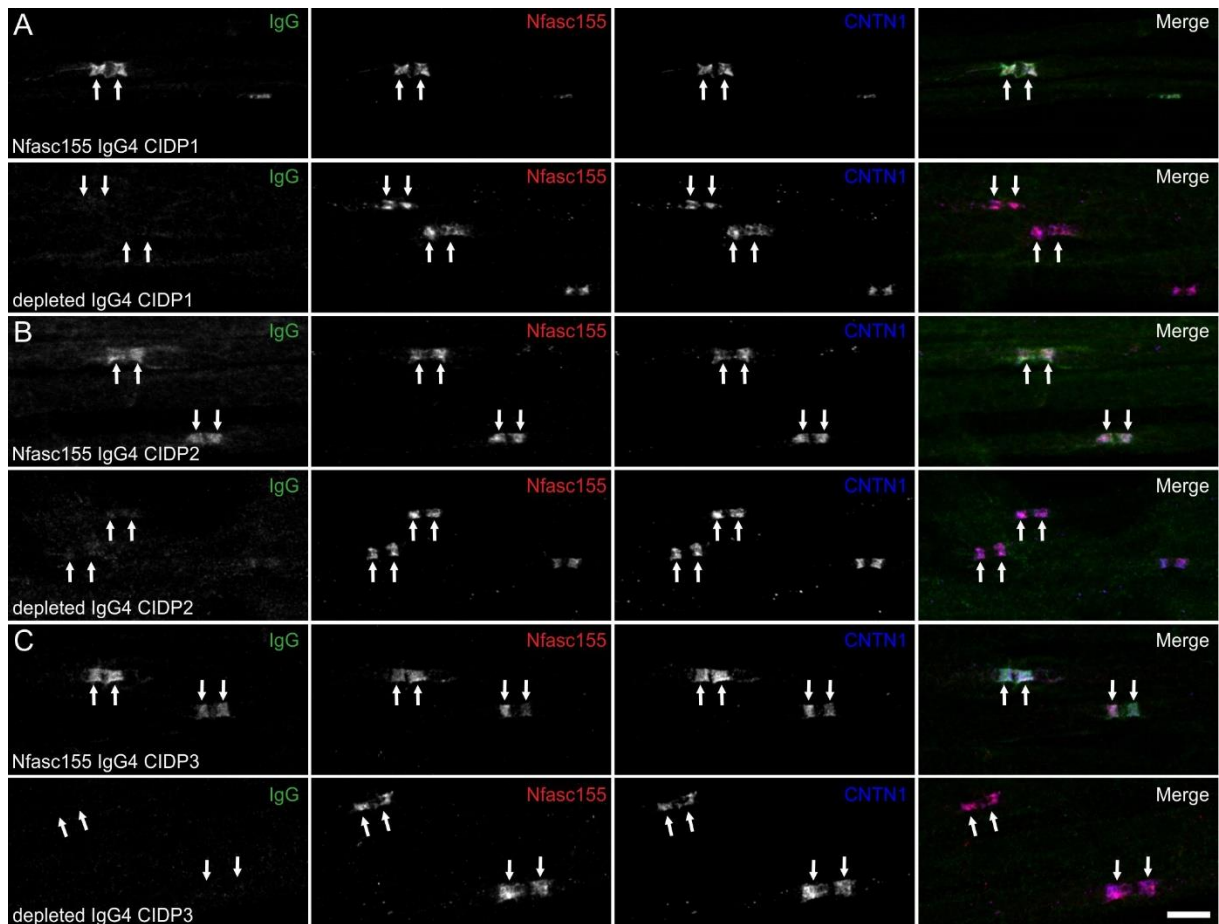 A IgG Nfasc155 CNTN1 Merge
Nfasc155 IgG4 CIDP1
IgG Nfasc155 CNTN1 Merge
depleted IgG4 CIDP1
B IgG Nfasc155 CNTN1 Merge
Nfasc155 IgG4 CIDP2
IgG Nfasc155 CNTN1 Merge
depleted IgG4 CIDP2
C IgG Nfasc155 CNTN1 Merge
Nfasc155 IgG4 CIDP3
IgG Nfasc155 CNTN1 Merge
depleted IgG4 CIDP3